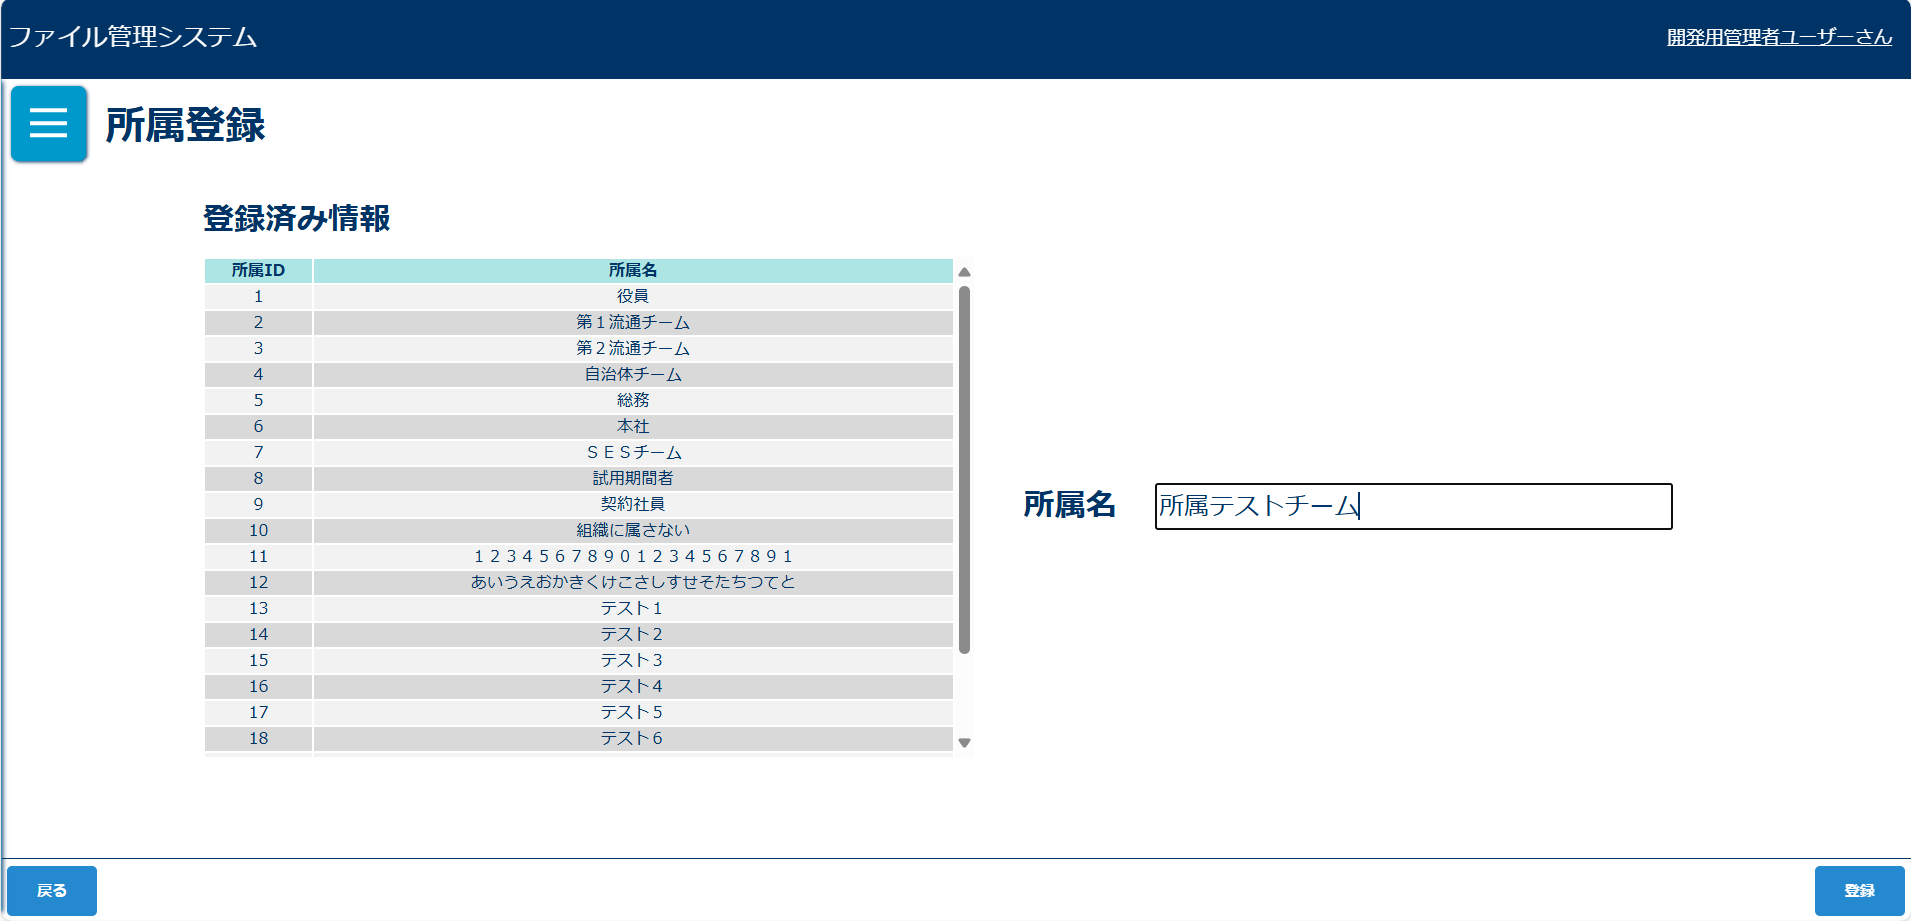 ファイル管理システム
開発用管理者ユーザーさん
所属登録
登録済み情報
所属ID 所属名
1 役員
2 第１流通チーム
3 第２流通チーム
4 自治体チーム
5 総務
6 本社
7 ＳＥＳチーム
8 試用期間者
9 契約社員
10 組織に属さない
11 １２３４５６７８９０１２３４５６７８９１
12 あいうえおかきくけこさしすせそたちつてと
13 テスト１
14 テスト２
15 テスト３
16 テスト４
17 テスト５
18 テスト６
所属名 所属テストチーム
戻る
登録